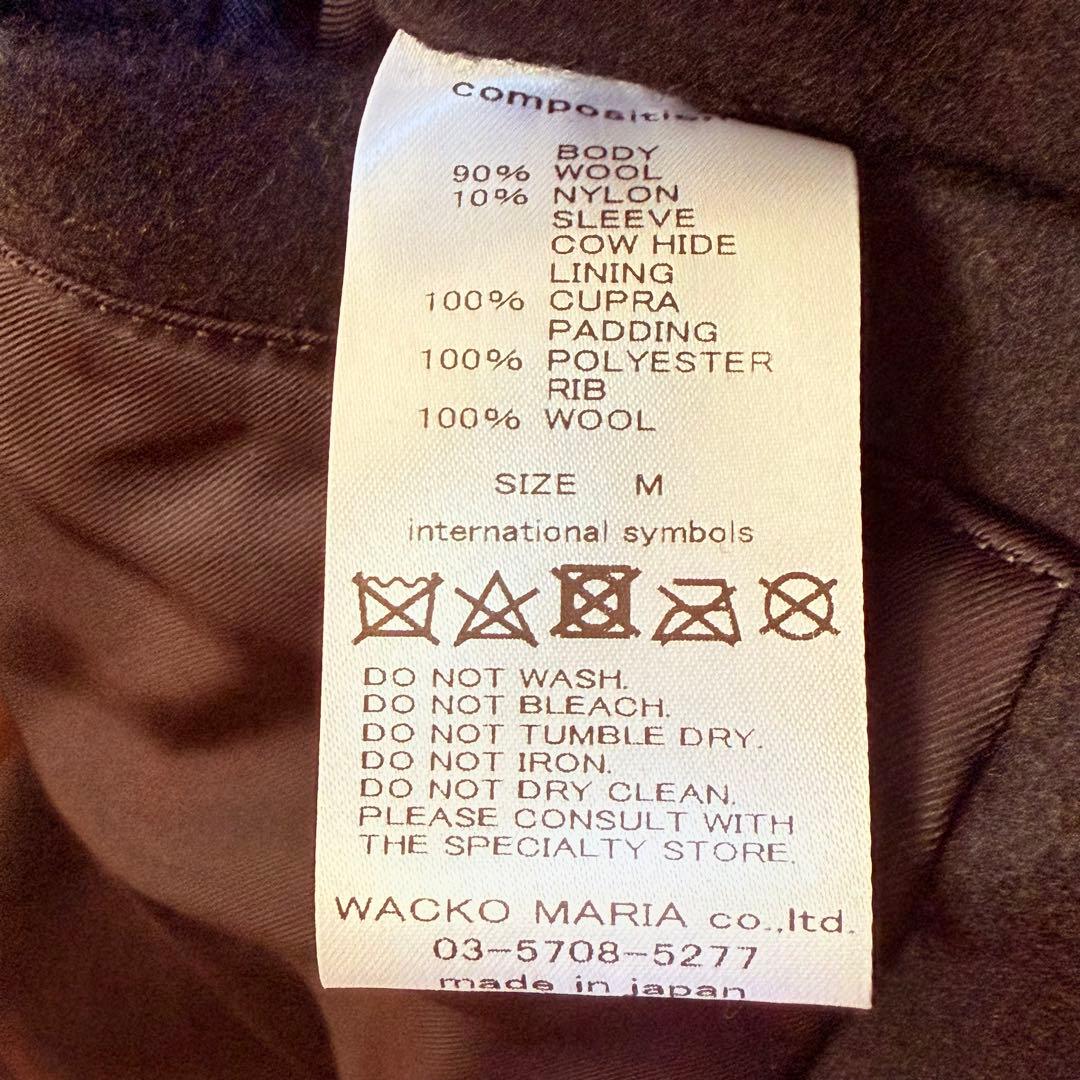 composition
BODY
90% WOOL
10% NYLON
SLEEVE
COW HIDE
LINING
100% CUPRA
PADDING
100% POLYESTER
RIB
100% WOOL
SIZE M
international symbols
DO NOT WASH.
DO NOT BLEACH.
DO NOT TUMBLE DRY.
DO NOT IRON.
DO NOT DRY CLEAN.
PLEASE CONSULT WITH
THE SPECIALTY STORE.
WACKO MARIA co.,ltd.
03-5708-5277
made in japan